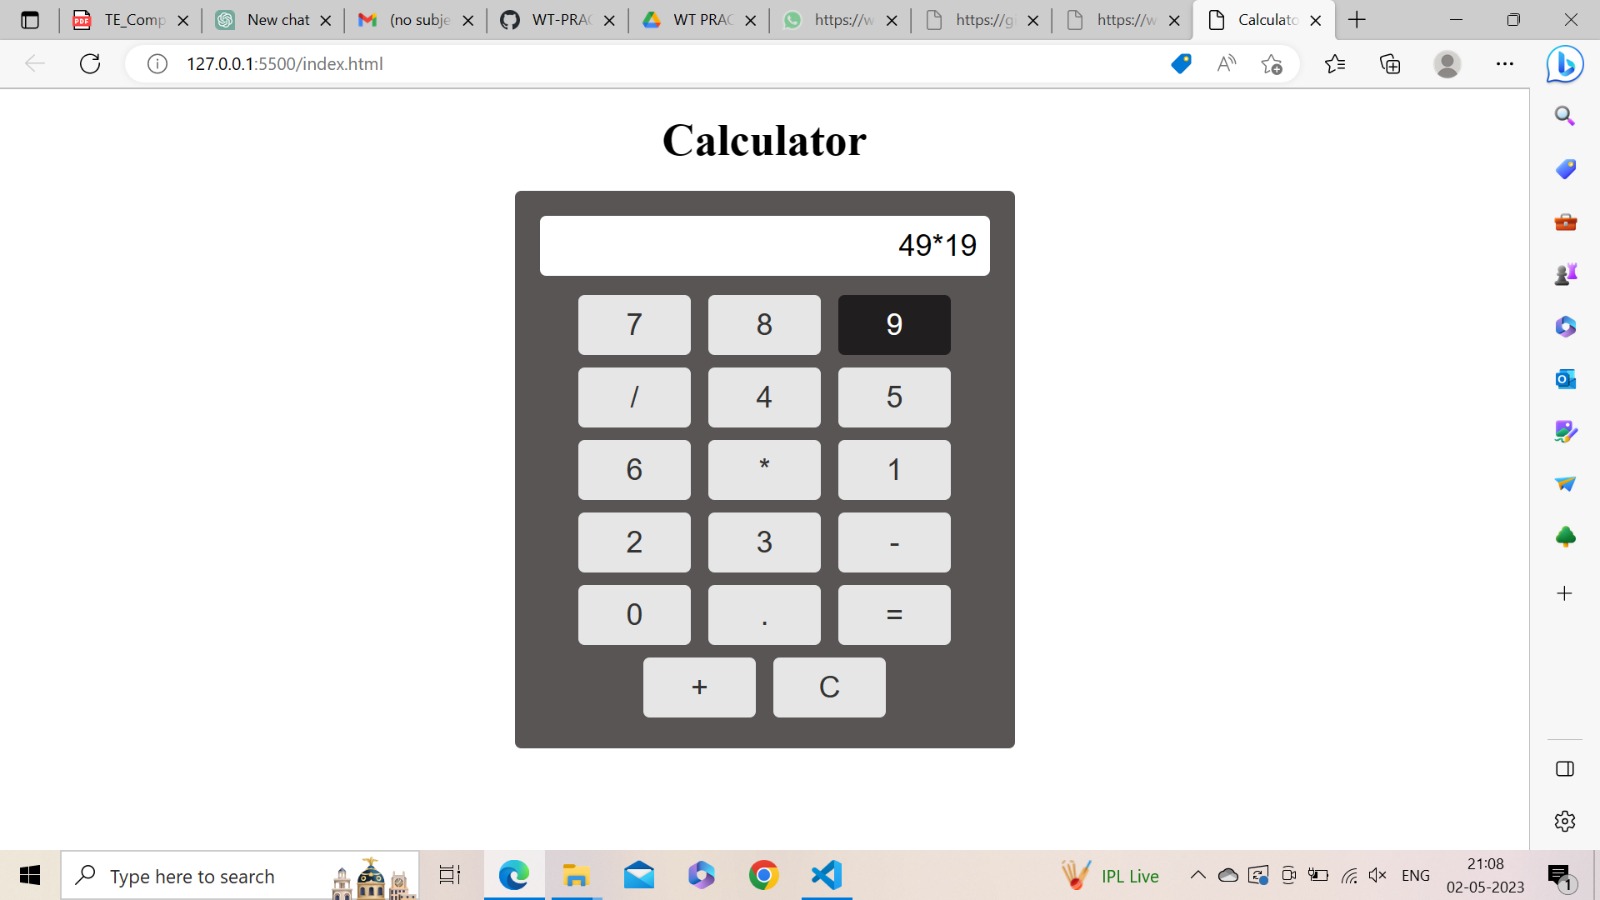 TE_Comp
New chat
(no subje
WT-PRAC
WT PRAC
https://w
https://gi
https://w
Calculato
127.0.0.1:5500/index.html
Calculator
49*19
7 8 9
/ 4 5
6 * 1
2 3 -
0 . =
+ C
Type here to search
IPL Live
ENG
21:08
02-05-2023
1